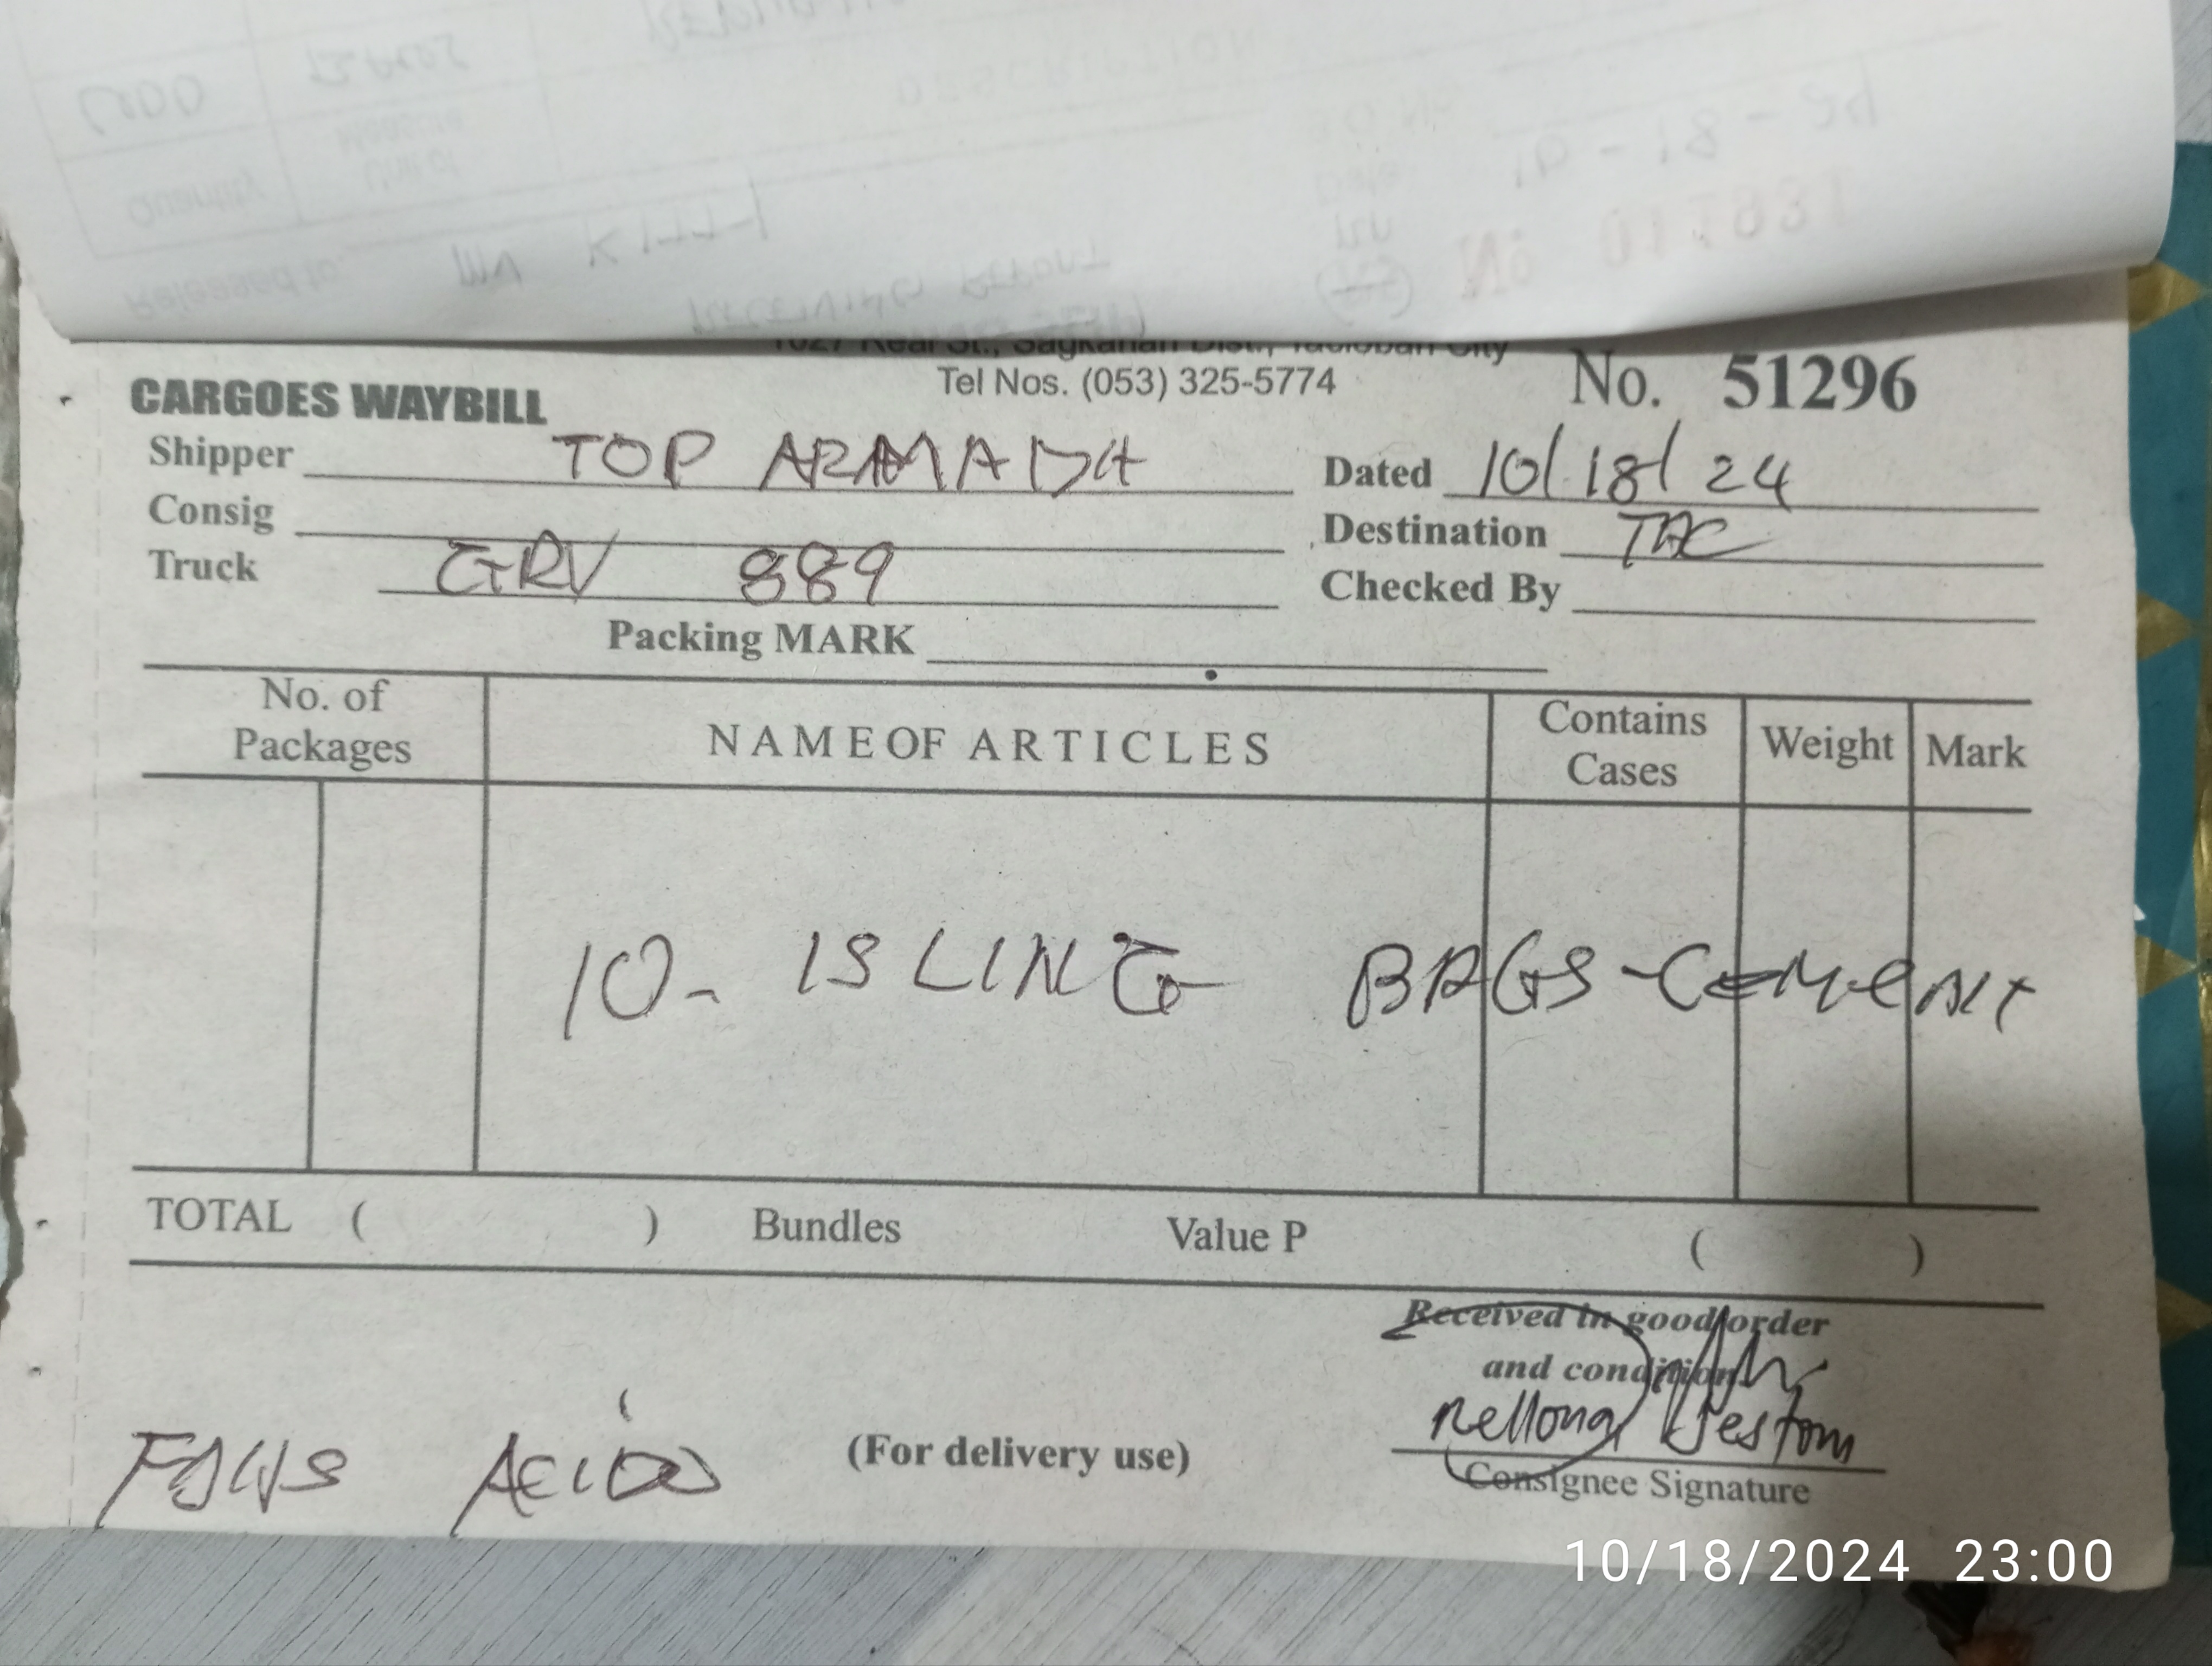 1027 Real St., Sagkahan Dist., Tacloban City
Tel Nos. (053) 325-5774
No. 51296
CARGOES WAYBILL
Shipper TOP ARMADA
Dated 10/18/24
Consig
Destination TAC
Truck GRV 889
Checked By
Packing MARK
No. of Packages
NAME OF ARTICLES
Contains Cases
Weight
Mark
10 - 1SLING BAGS - CEMENT
TOTAL ( ) Bundles Value P ( )
Received in good order
and condition
(For delivery use)
Consignee Signature
10/18/2024 23:00